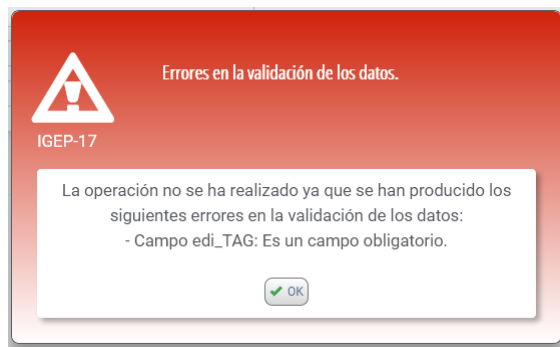 Errores en la validación de los datos.
IGEP-17
La operación no se ha realizado ya que se han producido los
siguientes errores en la validación de los datos:
- Campo edi_TAG: Es un campo obligatorio.
OK